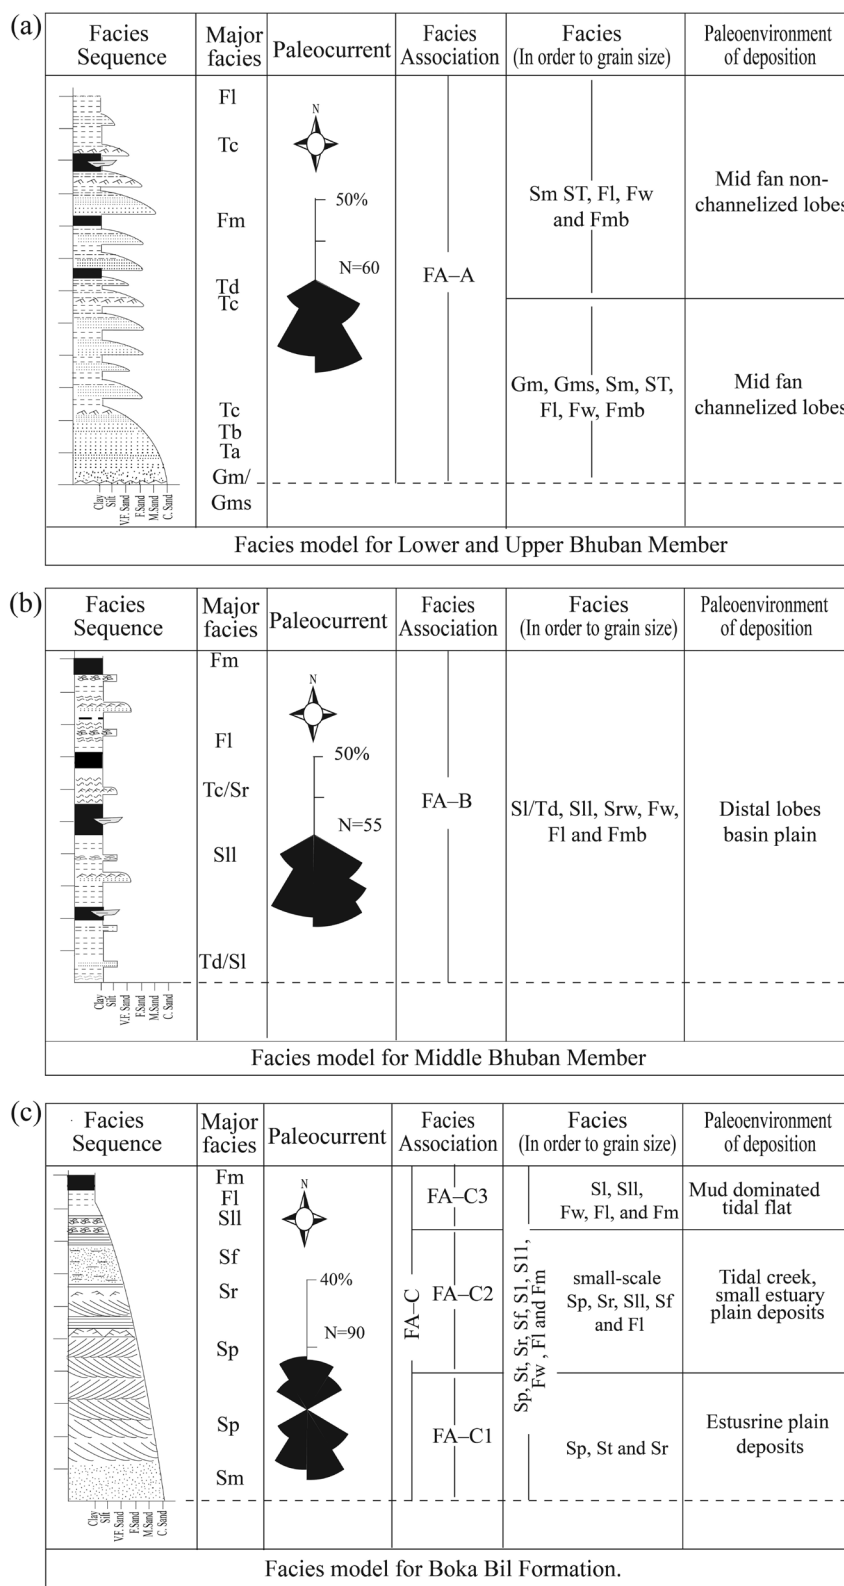 (a)
Facies
Sequence
Major
facies
Paleocurrent
Facies
Association
Facies
(In order to grain size)
Paleoenvironment
of deposition
Fl
Tc
Fm
Td
Tc
Tc
Tb
Ta
Gm/
Gms
N
50%
N=60
FA–A
Sm ST, Fl, Fw
and Fmb
Mid fan non-
channelized lobes
Gm, Gms, Sm, ST,
Fl, Fw, Fmb
Mid fan
channelized lobes
Clay
Silt
V.F. Sand
F.Sand
M.Sand
C. Sand
Facies model for Lower and Upper Bhuban Member
(b)
Facies
Sequence
Major
facies
Paleocurrent
Facies
Association
Facies
(In order to grain size)
Paleoenvironment
of deposition
Fm
Fl
Tc/Sr
Sll
Td/Sl
N
50%
N=55
FA–B
Sl/Td, Sll, Srw, Fw,
Fl and Fmb
Distal lobes
basin plain
Clay
Silt
V.F. Sand
F.Sand
M.Sand
C. Sand
Facies model for Middle Bhuban Member
(c)
Facies
Sequence
Major
facies
Paleocurrent
Facies
Association
Facies
(In order to grain size)
Paleoenvironment
of deposition
Fm
Fl
Sll
Sf
Sr
Sp
Sp
Sm
N
40%
N=90
FA–C
FA–C3
FA–C2
FA–C1
Sp, St, Sr, Sf, Sl, S11,
Fw , Fl and Fm
Sl, Sll,
Fw, Fl, and Fm
Mud dominated
tidal flat
small-scale
Sp, Sr, Sll, Sf
and Fl
Tidal creek,
small estuary
plain deposits
Sp, St and Sr
Estusrine plain
deposits
Clay
Silt
V.F. Sand
F.Sand
M.Sand
C. Sand
Facies model for Boka Bil Formation.